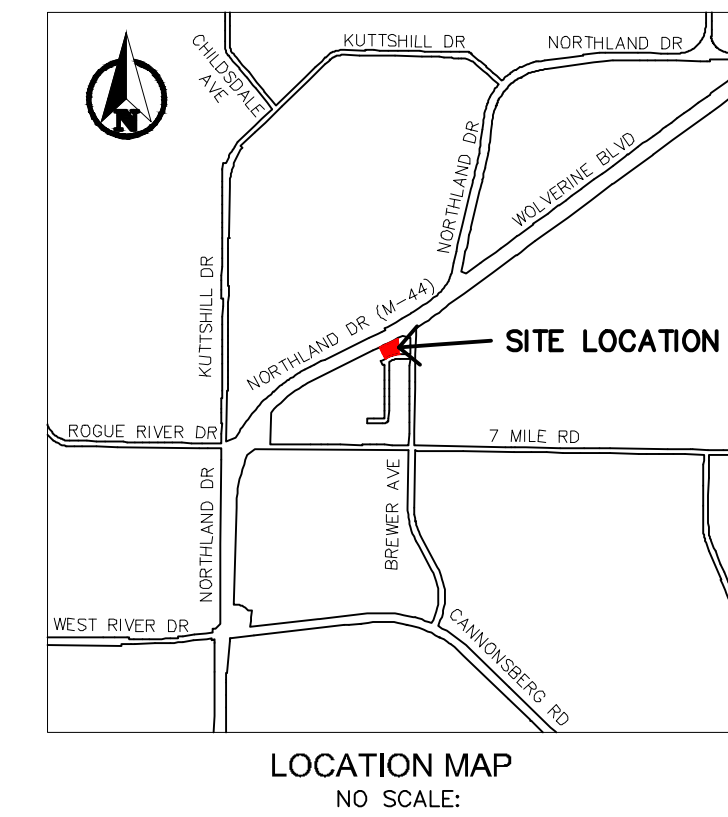 CHILDSDALE
AVE
KUTTSHILL DR
NORTHLAND DR
N
NORTHLAND DR
WOLVERINE BLVD
KUTTSHILL DR
NORTHLAND DR (M-44)
SITE LOCATION
ROGUE RIVER DR
7 MILE RD
NORTHLAND DR
BREWER AVE
WEST RIVER DR
CANNONSBERG RD
LOCATION MAP
NO SCALE: